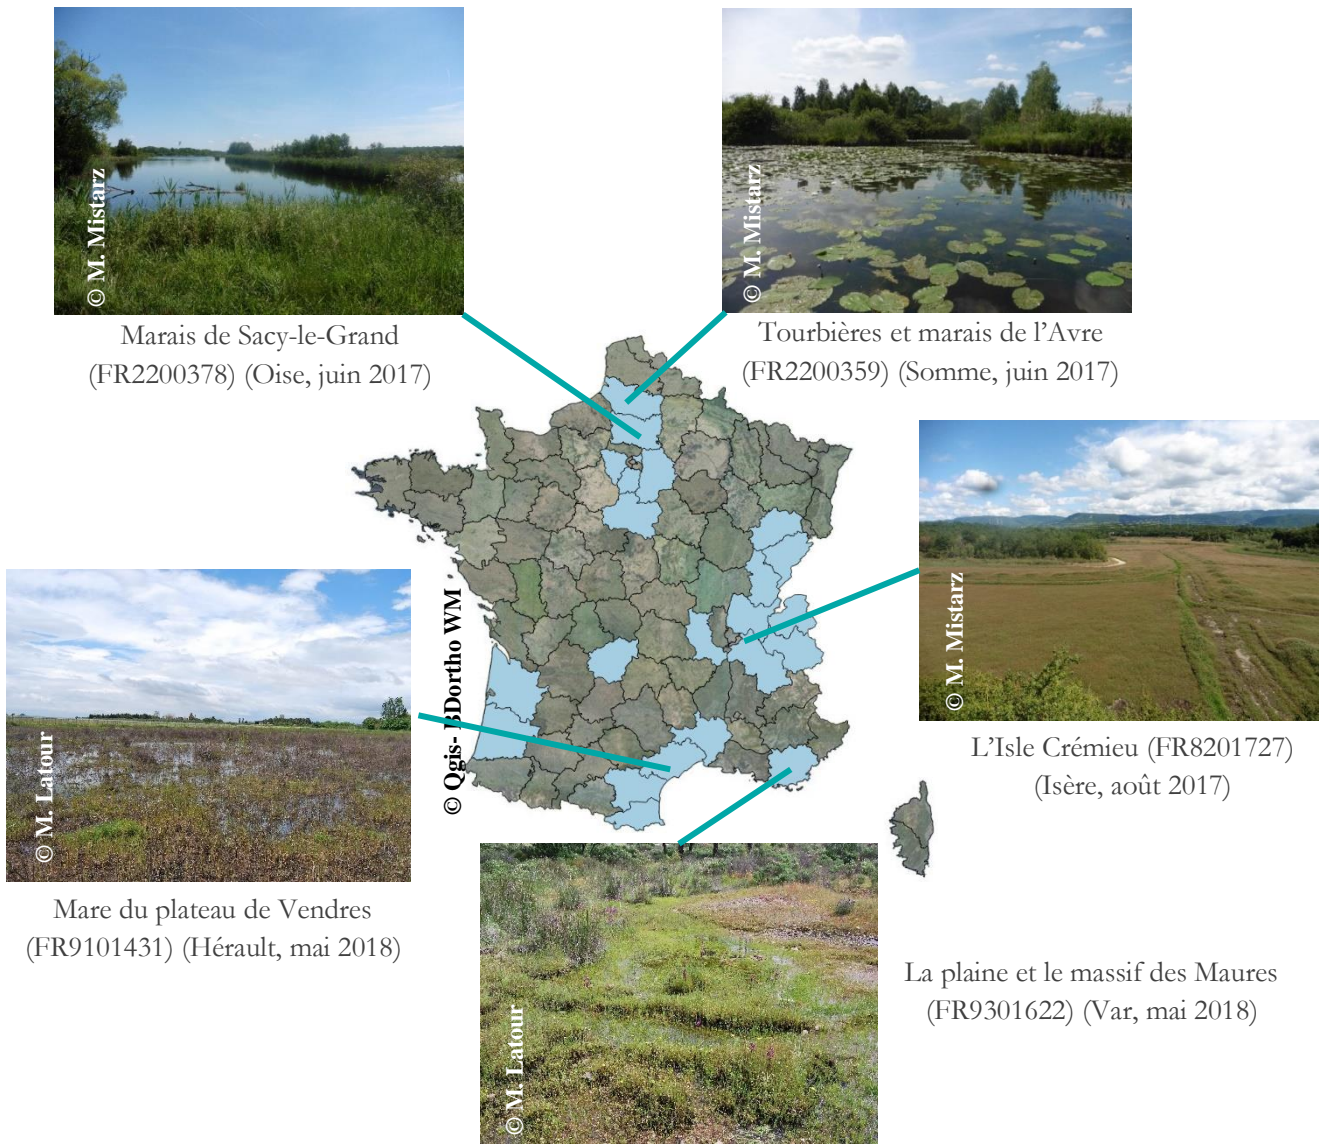 © M. Mistarz
Marais de Sacy-le-Grand
(FR2200378) (Oise, juin 2017)
© M. Mistarz
Tourbières et marais de l’Avre
(FR2200359) (Somme, juin 2017)
© M. Mistarz
L’Isle Crémieu (FR8201727)
(Isère, août 2017)
© M. Latour
Mare du plateau de Vendres
(FR9101431) (Hérault, mai 2018)
© Qgis- BDortho WM
© M. Latour
La plaine et le massif des Maures
(FR9301622) (Var, mai 2018)